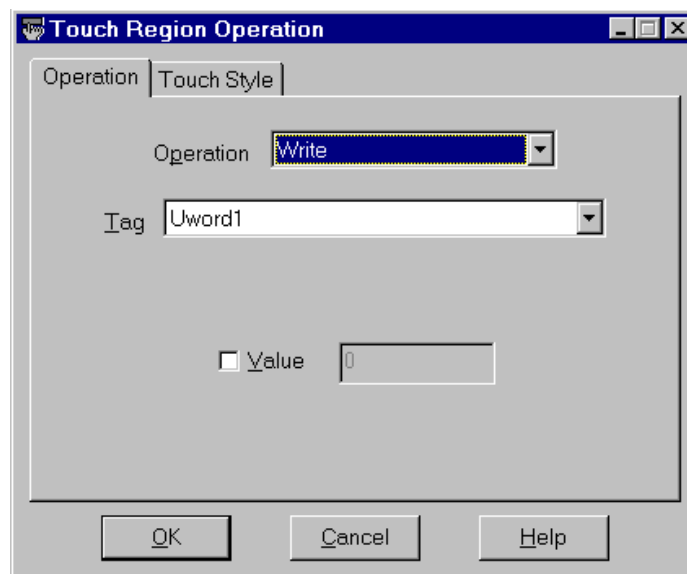 Touch Region Operation
Operation Touch Style
Operation Write
Tag Uword1
Value 0
OK Cancel Help